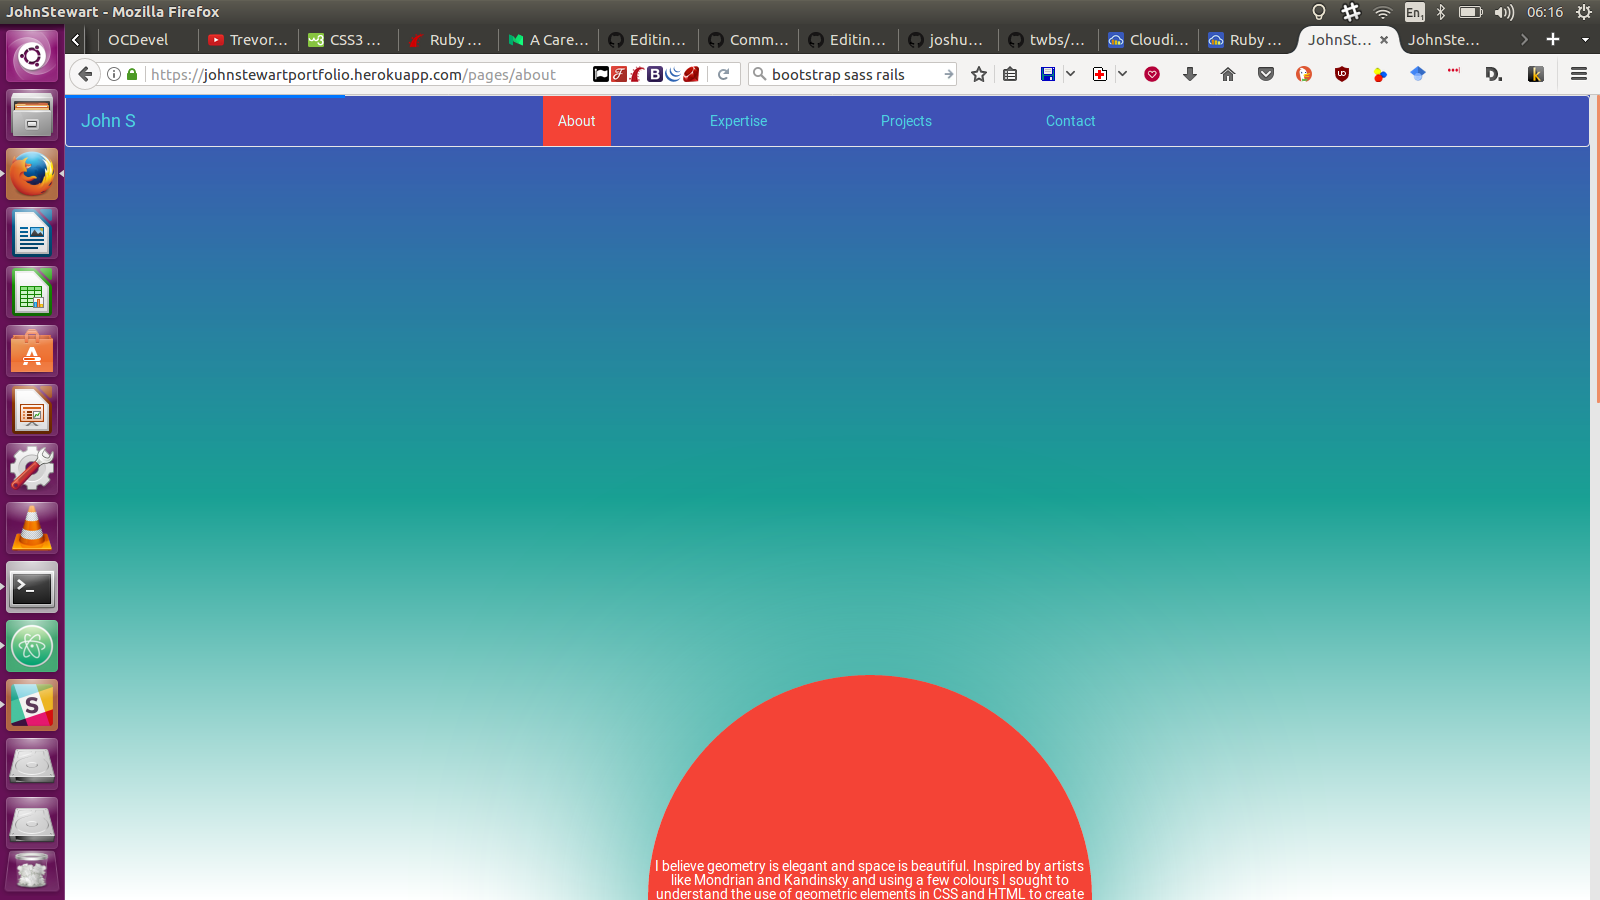 JohnStewart - Mozilla Firefox
En1
06:16
OCDevel
Trevor...
CSS3 ...
Ruby ...
A Care...
Editin...
Comm...
Editin...
joshu...
twbs/...
Cloudi...
Ruby ...
JohnSt...
JohnSte...
https://johnstewartportfolio.herokuapp.com/pages/about
bootstrap sass rails
John S
About
Expertise
Projects
Contact
I believe geometry is elegant and space is beautiful. Inspired by artists
like Mondrian and Kandinsky and using a few colours I sought to
understand the use of geometric elements in CSS and HTML to create